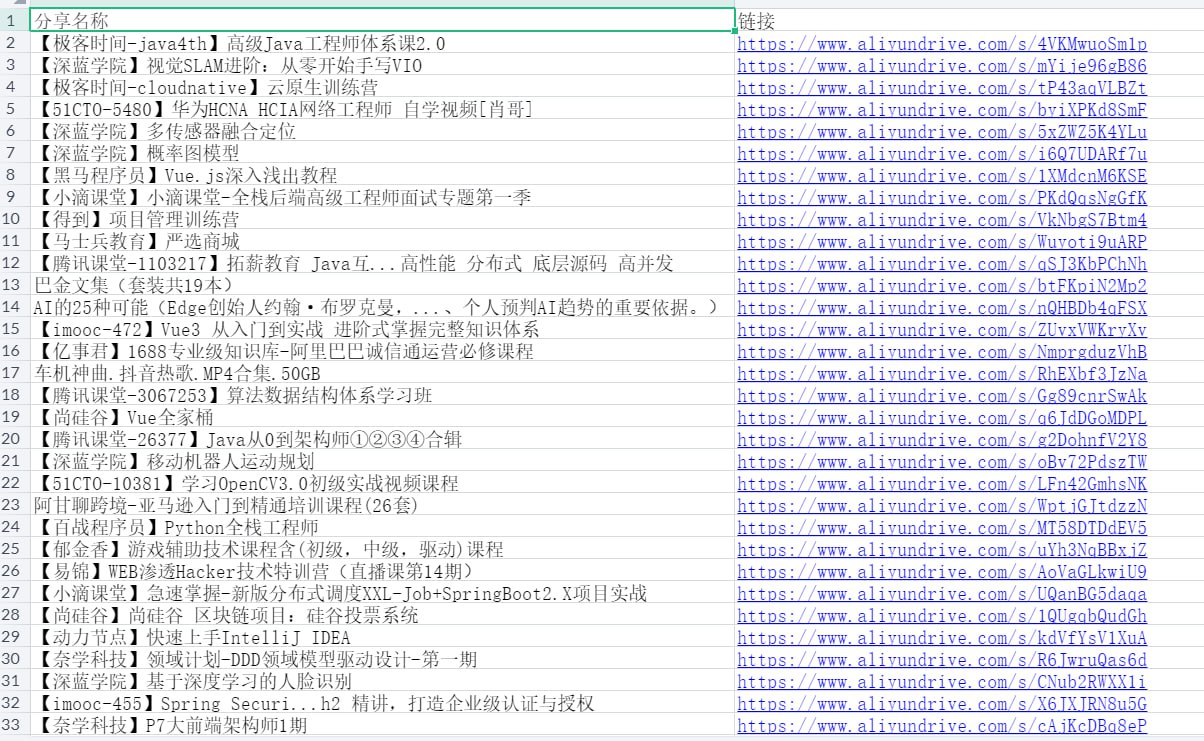 1 分享名称 链接
2 【极客时间-java4th】高级Java工程师体系课2.0 https://www.aliyundrive.com/s/4VKMwuoSm1p
3 【深蓝学院】视觉SLAM进阶：从零开始手写VIO https://www.aliyundrive.com/s/mYije96gB86
4 【极客时间-cloudnative】云原生训练营 https://www.aliyundrive.com/s/tP43aqVLBZt
5 【51CTO-5480】华为HCNA HCIA网络工程师 自学视频[肖哥] https://www.aliyundrive.com/s/byiXPKd8SmF
6 【深蓝学院】多传感器融合定位 https://www.aliyundrive.com/s/5xZWZ5K4YLu
7 【深蓝学院】概率图模型 https://www.aliyundrive.com/s/i6Q7UDARf7u
8 【黑马程序员】Vue.js深入浅出教程 https://www.aliyundrive.com/s/1XMdcnM6KSE
9 【小滴课堂】小滴课堂-全栈后端高级工程师面试专题第一季 https://www.aliyundrive.com/s/PKdQqsNgGfK
10 【得到】项目管理训练营 https://www.aliyundrive.com/s/VkNbgS7Btm4
11 【马士兵教育】严选商城 https://www.aliyundrive.com/s/Wuyoti9uARP
12 【腾讯课堂-1103217】拓薪教育 Java互...高性能 分布式 底层源码 高并发 https://www.aliyundrive.com/s/qSJ3KbPChNh
13 巴金文集（套装共19本） https://www.aliyundrive.com/s/btFKpiN2Mp2
14 AI的25种可能（Edge创始人约翰·布罗克曼，...、个人预判AI趋势的重要依据。） https://www.aliyundrive.com/s/nQHBDb4qFSX
15 【imooc-472】Vue3 从入门到实战 进阶式掌握完整知识体系 https://www.aliyundrive.com/s/ZUvxVWKryXv
16 【亿事君】1688专业级知识库-阿里巴巴诚信通运营必修课程 https://www.aliyundrive.com/s/NmprgduzVhB
17 车机神曲.抖音热歌.MP4合集.50GB https://www.aliyundrive.com/s/RhEXbf3JzNa
18 【腾讯课堂-3067253】算法数据结构体系学习班 https://www.aliyundrive.com/s/Gg89cnrSwAk
19 【尚硅谷】Vue全家桶 https://www.aliyundrive.com/s/q6JdDGoMDPL
20 【腾讯课堂-26377】Java从0到架构师①②③④合辑 https://www.aliyundrive.com/s/g2DohnfV2Y8
21 【深蓝学院】移动机器人运动规划 https://www.aliyundrive.com/s/oBv72PdszTW
22 【51CTO-10381】学习OpenCV3.0初级实战视频课程 https://www.aliyundrive.com/s/LFn42GmhsNK
23 阿甘聊跨境-亚马逊入门到精通培训课程(26套) https://www.aliyundrive.com/s/WptjGJtdzzN
24 【百战程序员】Python全栈工程师 https://www.aliyundrive.com/s/MT58DTDdEV5
25 【郁金香】游戏辅助技术课程含(初级，中级，驱动)课程 https://www.aliyundrive.com/s/uYh3NqBBxjZ
26 【易锦】WEB渗透Hacker技术特训营（直播课第14期） https://www.aliyundrive.com/s/AoVaGLkwiU9
27 【小滴课堂】急速掌握-新版分布式调度XXL-Job+SpringBoot2.X项目实战 https://www.aliyundrive.com/s/UQanBG5daqa
28 【尚硅谷】尚硅谷 区块链项目：硅谷投票系统 https://www.aliyundrive.com/s/1QUgqbQudGh
29 【动力节点】快速上手IntelliJ IDEA https://www.aliyundrive.com/s/kdVfYsV1XuA
30 【奈学科技】领域计划-DDD领域模型驱动设计-第一期 https://www.aliyundrive.com/s/R6JwruQas6d
31 【深蓝学院】基于深度学习的人脸识别 https://www.aliyundrive.com/s/CNub2RWXX1i
32 【imooc-455】Spring Securi...h2 精讲，打造企业级认证与授权 https://www.aliyundrive.com/s/X6JXJRN8u5G
33 【奈学科技】P7大前端架构师1期 https://www.aliyundrive.com/s/cAjKcDBq8eP